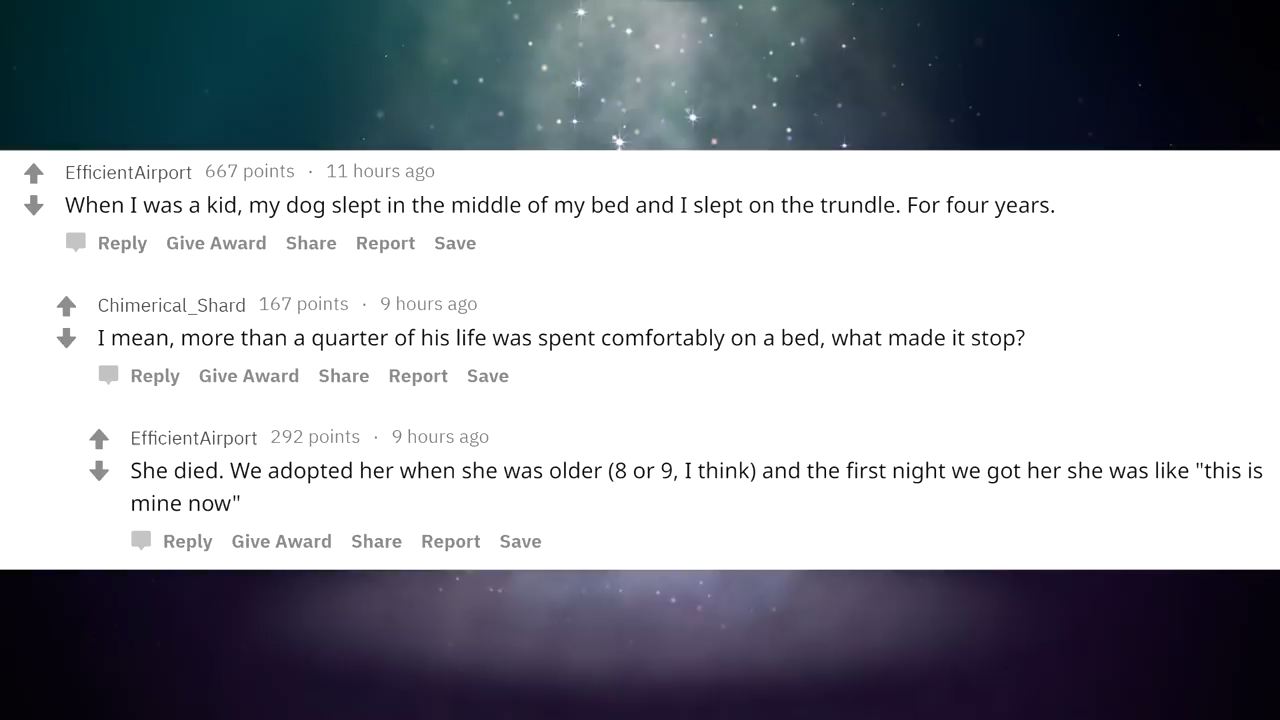 EfficientAirport 667 points · 11 hours ago
When I was a kid, my dog slept in the middle of my bed and I slept on the trundle. For four years.
Reply Give Award Share Report Save
Chimerical_Shard 167 points · 9 hours ago
I mean, more than a quarter of his life was spent comfortably on a bed, what made it stop?
Reply Give Award Share Report Save
EfficientAirport 292 points · 9 hours ago
She died. We adopted her when she was older (8 or 9, I think) and the first night we got her she was like "this is
mine now"
Reply Give Award Share Report Save